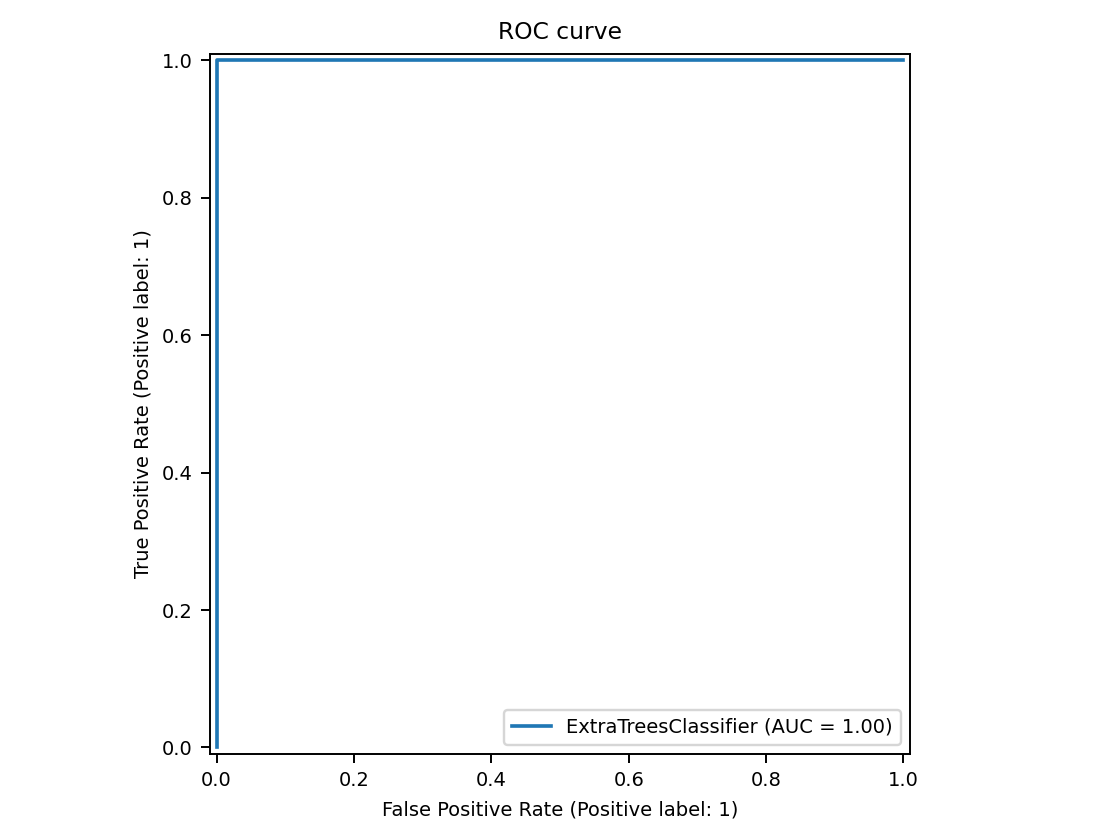 ROC curve
1.0
0.8
0.6
0.4
0.2
0.0
True Positive Rate (Positive label: 1)
ExtraTreesClassifier (AUC = 1.00)
0.0 0.2 0.4 0.6 0.8 1.0
False Positive Rate (Positive label: 1)